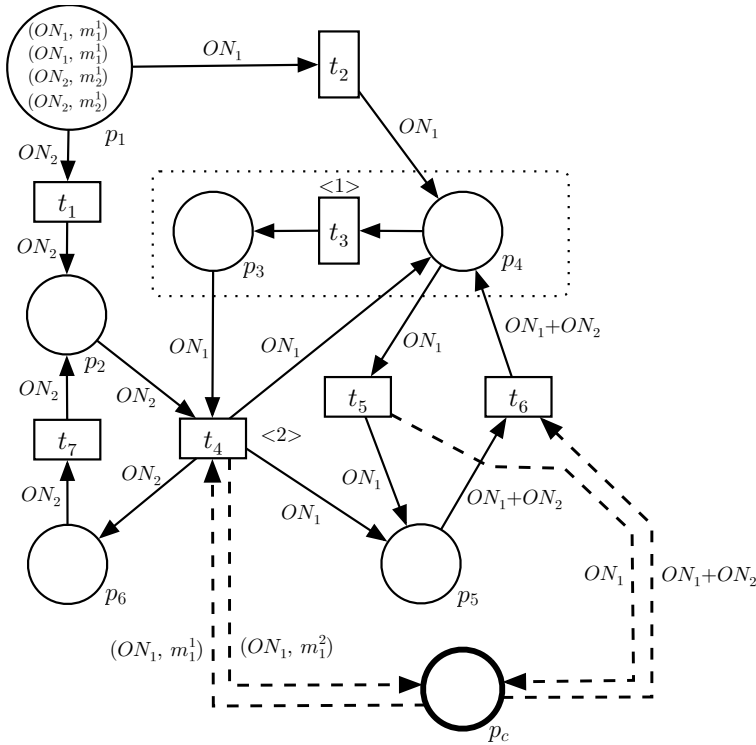 (ON₁, m₁¹)
(ON₁, m₁¹)
(ON₂, m₂¹)
(ON₂, m₂¹)
p₁
ON₁
t₂
ON₂
ON₁
t₁
<1>
t₃
p₃
p₄
ON₂
p₂
ON₁
ON₁
ON₁
ON₁+ON₂
ON₂
ON₂
t₅
t₆
t₇
t₄
<2>
ON₂
ON₂
ON₁
ON₁
ON₁+ON₂
p₆
p₅
ON₁
ON₁+ON₂
(ON₁, m₁¹)
(ON₁, m₁²)
p_c